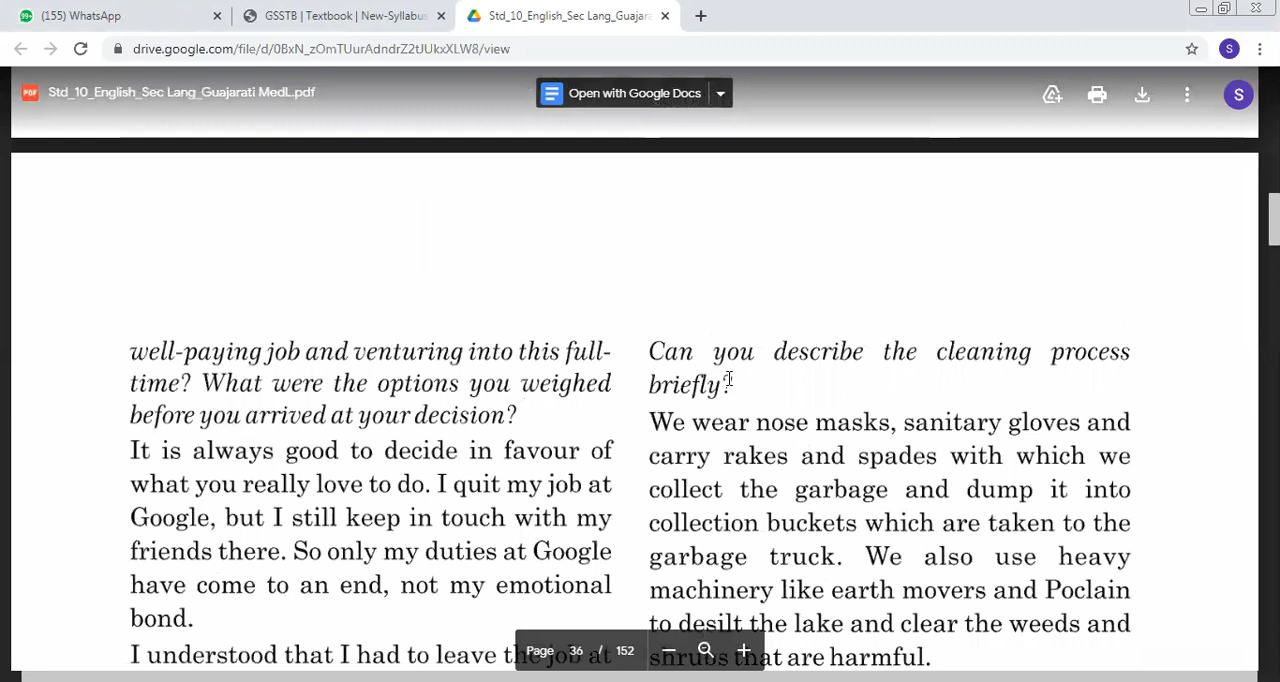 (155) WhatsApp
GSSTB | Textbook | New-Syllabus
Std_10_English_Sec Lang_Guajara
drive.google.com/file/d/0BxN_zOmTUurAdndrZ2tJUkxXLW8/view
S
PDF
Std_10_English_Sec Lang_Guajarati MedL.pdf
Open with Google Docs
S
well-paying job and venturing into this full-
time? What were the options you weighed
before you arrived at your decision?
It is always good to decide in favour of
what you really love to do. I quit my job at
Google, but I still keep in touch with my
friends there. So only my duties at Google
have come to an end, not my emotional
bond.
I understood that I had to leave the job at
Can you describe the cleaning process
briefly?
We wear nose masks, sanitary gloves and
carry rakes and spades with which we
collect the garbage and dump it into
collection buckets which are taken to the
garbage truck. We also use heavy
machinery like earth movers and Poclain
to desilt the lake and clear the weeds and
shrubs that are harmful.
Page 36 / 152